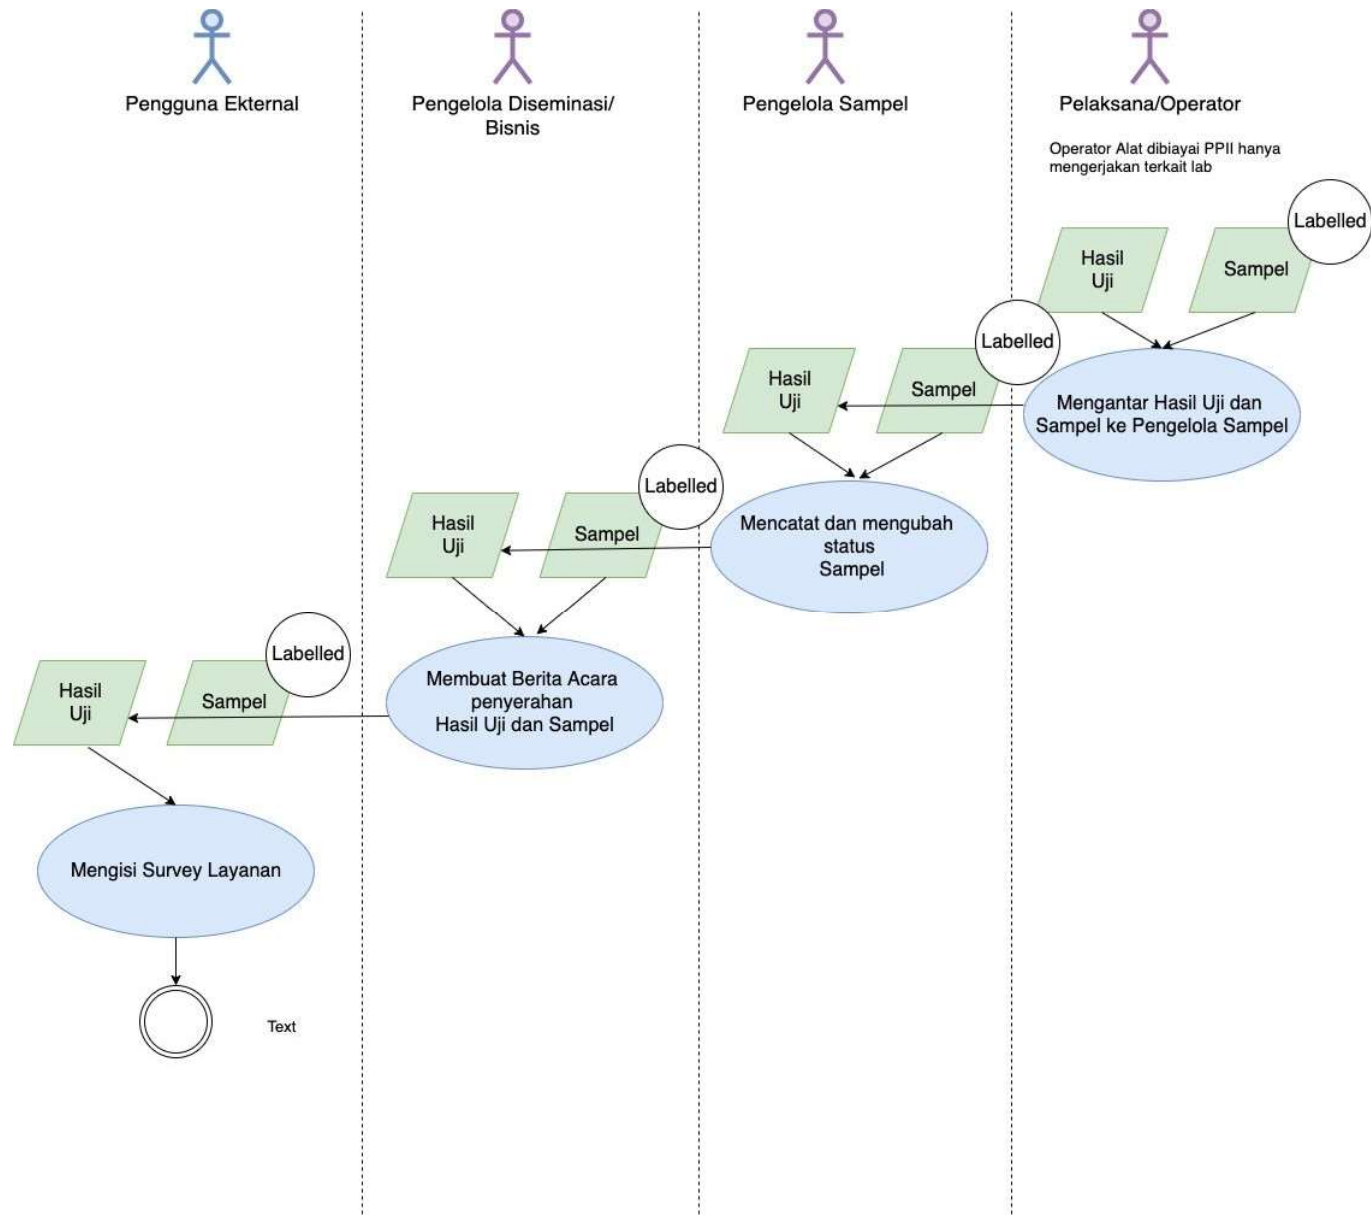 Pengguna Ekternal
Pengelola Diseminasi/
Bisnis
Pengelola Sampel
Pelaksana/Operator
Operator Alat dibiayai PPII hanya
mengerjakan terkait lab
Labelled
Hasil
Uji
Sampel
Labelled
Hasil
Uji
Sampel
Mengantar Hasil Uji dan
Sampel ke Pengelola Sampel
Labelled
Hasil
Uji
Sampel
Mencatat dan mengubah
status
Sampel
Labelled
Hasil
Uji
Sampel
Membuat Berita Acara
penyerahan
Hasil Uji dan Sampel
Mengisi Survey Layanan
Text